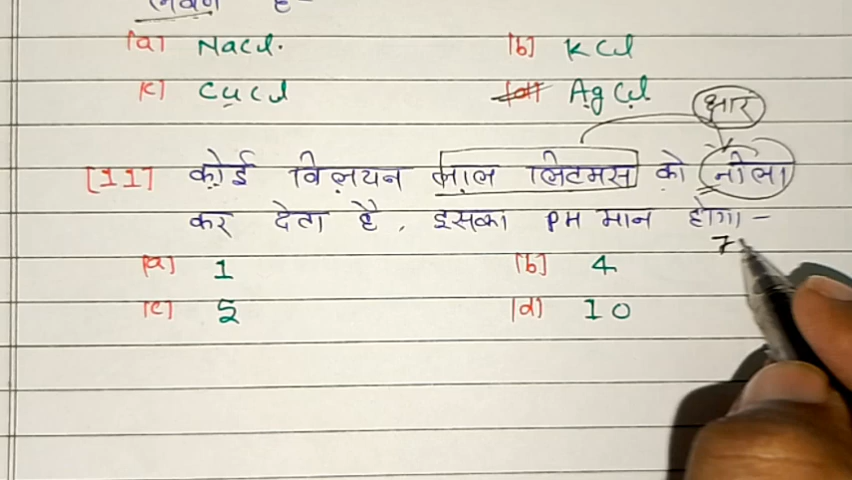 [a] Nacl.
[b] Kcl
[c] Cucl
[d] Agcl
क्षार
[11] कोई विलयन लाल लिटमस को नीला
कर देता है, इसका PH मान होगा-
7
[a] 1
[b] 4
[c] 5
[d] 10